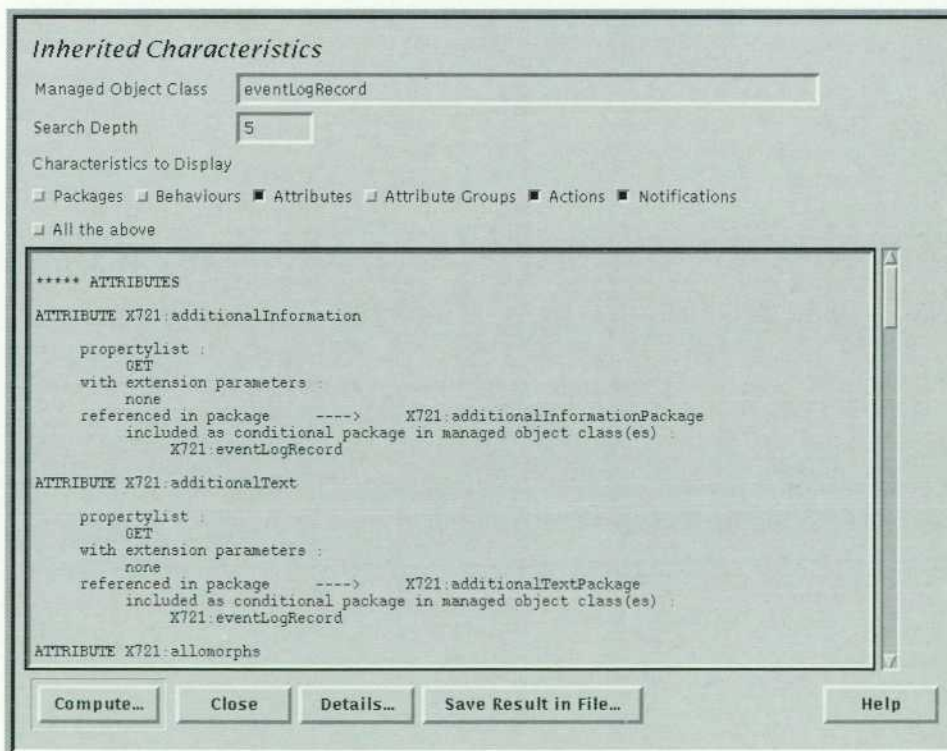 Inherited Characteristics
Managed Object Class eventLogRecord
Search Depth 5
Characteristics to Display
Packages Behaviours Attributes Attribute Groups Actions Notifications
All the above
***** ATTRIBUTES
ATTRIBUTE X721:additionalInformation
propertylist :
GET
with extension parameters :
none
referenced in package ----> X721:additionalInformationPackage
included as conditional package in managed object class(es) :
X721:eventLogRecord
ATTRIBUTE X721:additionalText
propertylist :
GET
with extension parameters :
none
referenced in package ----> X721:additionalTextPackage
included as conditional package in managed object class(es) :
X721:eventLogRecord
ATTRIBUTE X721:allomorphs
Compute... Close Details... Save Result in File... Help